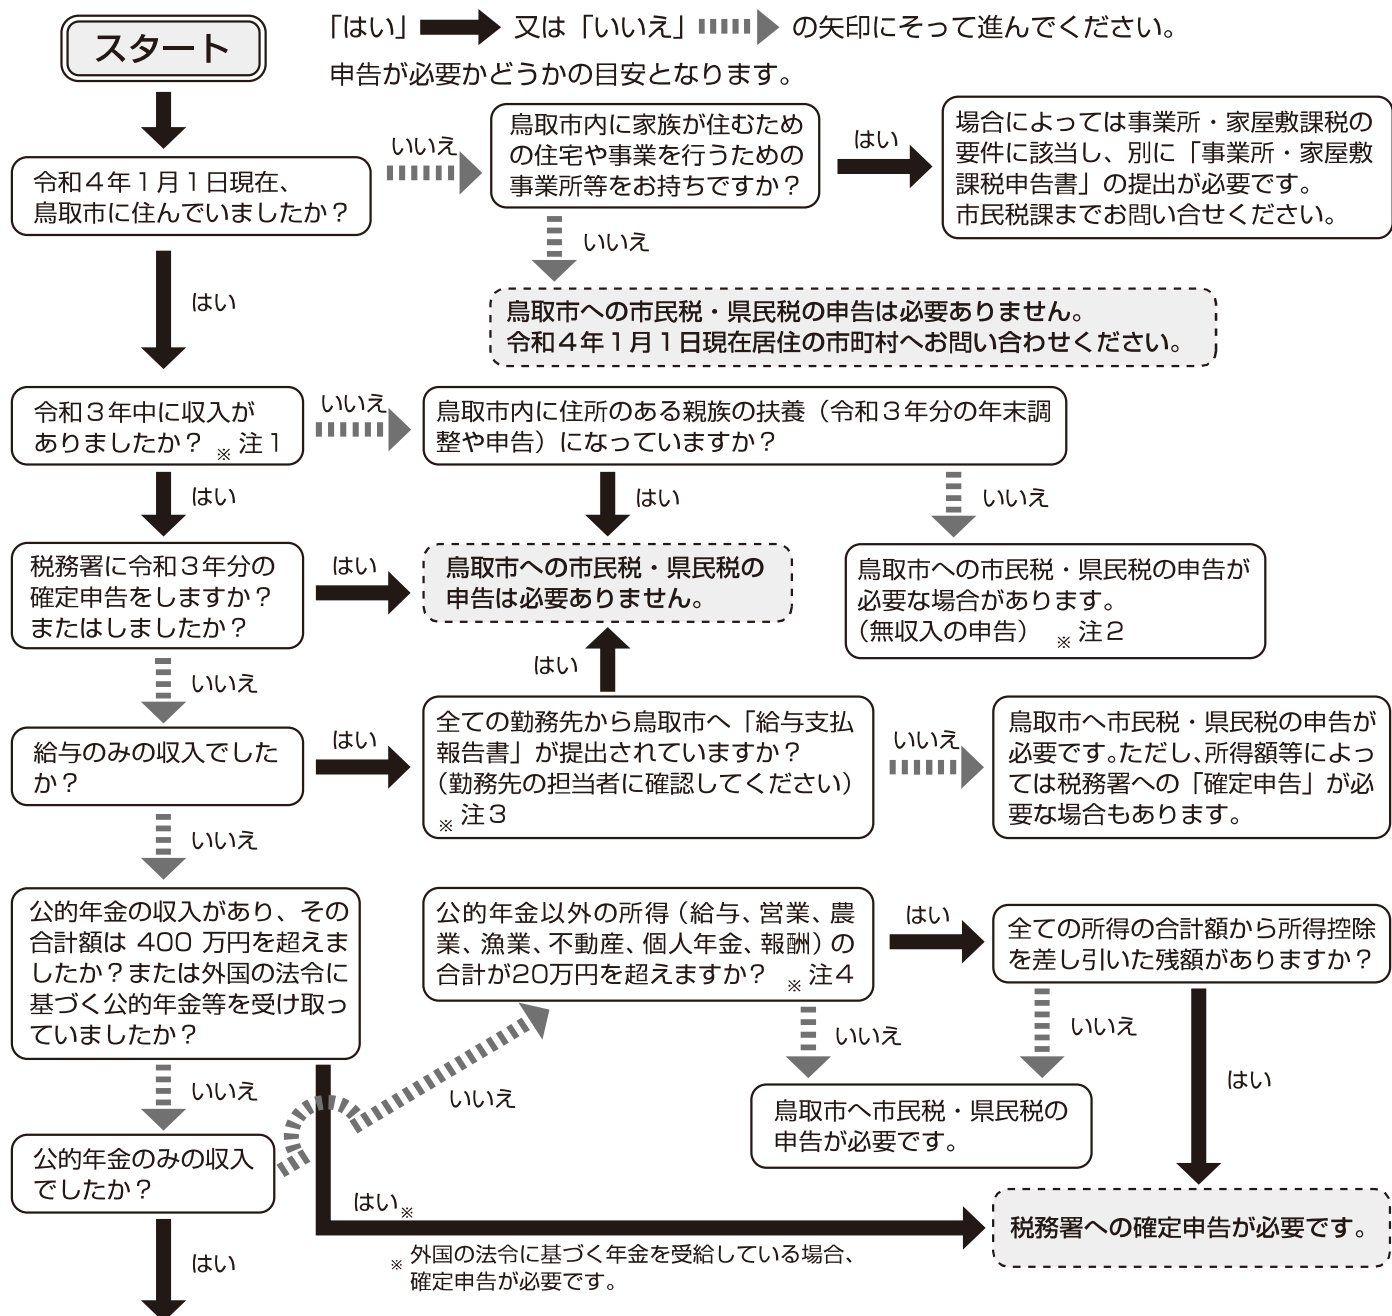 スタート
「はい」 又は「いいえ」 の矢印にそって進んでください。
申告が必要かどうかの目安となります。
令和４年１月１日現在、
鳥取市に住んでいましたか？
いいえ
鳥取市内に家族が住むため
の住宅や事業を行うための
事業所等をお持ちですか？
はい
場合によっては事業所・家屋敷課税の
要件に該当し、別に「事業所・家屋敷
課税申告書」の提出が必要です。
市民税課までお問い合せください。
いいえ
鳥取市への市民税・県民税の申告は必要ありません。
令和４年１月１日現在居住の市町村へお問い合わせください。
はい
令和３年中に収入が
ありましたか？ ※ 注１
いいえ
鳥取市内に住所のある親族の扶養（令和３年分の年末調
整や申告）になっていますか？
はい
はい
いいえ
税務署に令和３年分の
確定申告をしますか？
またはしましたか？
はい
鳥取市への市民税・県民税の
申告は必要ありません。
鳥取市への市民税・県民税の申告が
必要な場合があります。
（無収入の申告） ※ 注２
いいえ
はい
給与のみの収入でした
か？
はい
全ての勤務先から鳥取市へ「給与支払
報告書」が提出されていますか？
（勤務先の担当者に確認してください）
※ 注３
いいえ
鳥取市へ市民税・県民税の申告が
必要です。ただし、所得額等によっ
ては税務署への「確定申告」が必
要な場合もあります。
いいえ
公的年金の収入があり、その
合計額は 400 万円を超えま
したか？または外国の法令に
基づく公的年金等を受け取っ
ていましたか？
公的年金以外の所得（給与、営業、農
業、漁業、不動産、個人年金、報酬）の
合計が20万円を超えますか？ ※ 注４
はい
全ての所得の合計額から所得控除
を差し引いた残額がありますか？
いいえ
いいえ
はい
いいえ
いいえ
鳥取市へ市民税・県民税の
申告が必要です。
公的年金のみの収入
でしたか？
はい※
税務署への確定申告が必要です。
※ 外国の法令に基づく年金を受給している場合、
確定申告が必要です。
はい